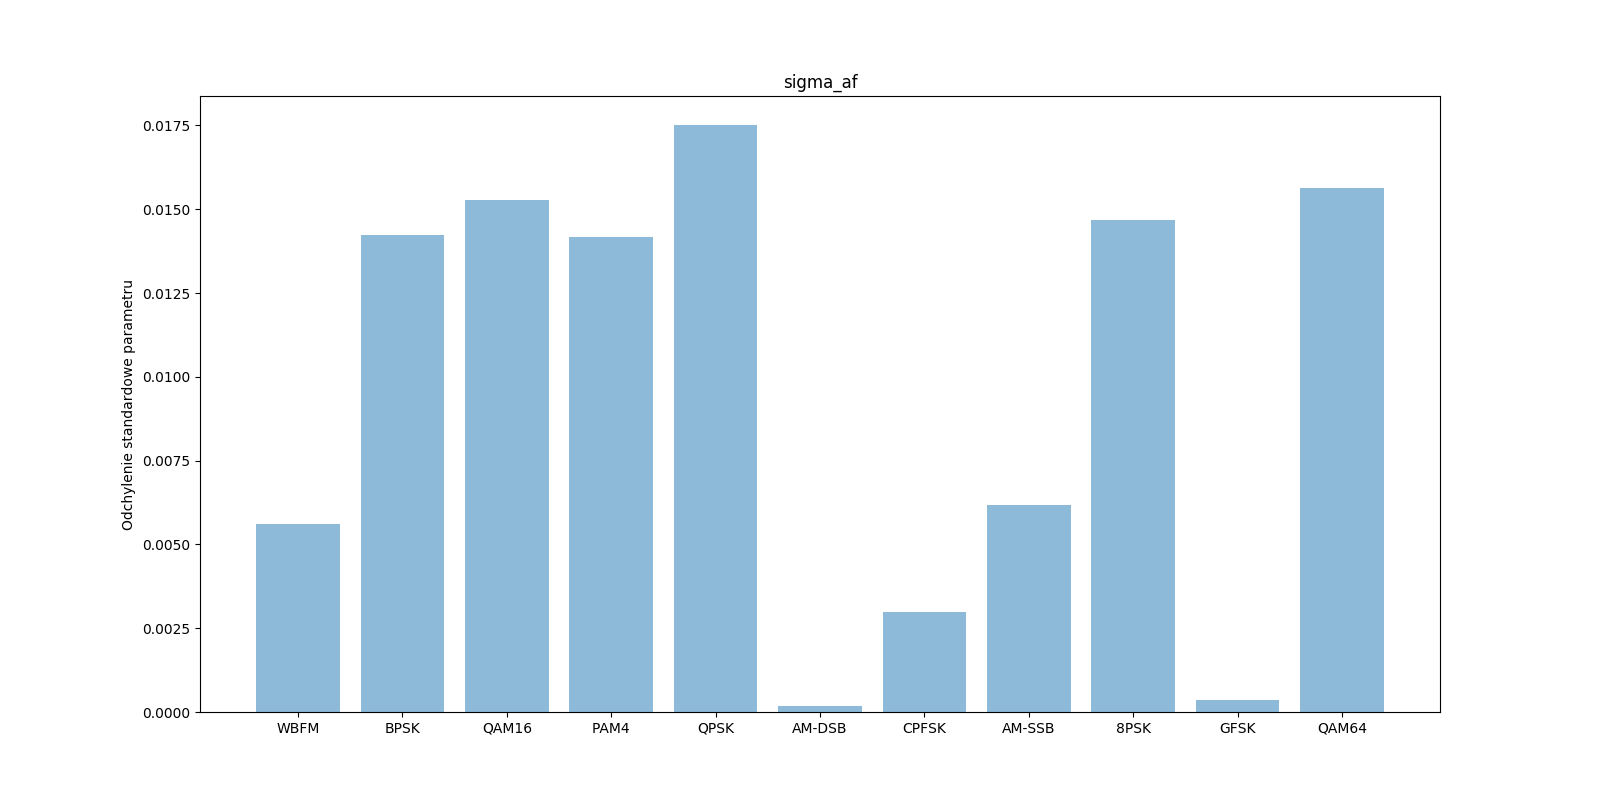 sigma_af
Odchylenie standardowe parametru
0.0175
0.0150
0.0125
0.0100
0.0075
0.0050
0.0025
0.0000
WBFM BPSK QAM16 PAM4 QPSK AM-DSB CPFSK AM-SSB 8PSK GFSK QAM64